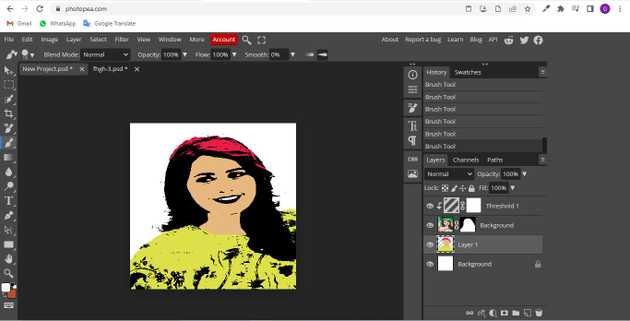 photopea.com
Gmail WhatsApp Google Translate
File Edit Image Layer Select Filter View Window More Account About Report a bug Learn Blog API
Blend Mode: Normal Opacity: 100% Flow: 100% Smooth: 0%
New Project.psd *
History Swatches
Brush Tool
Brush Tool
Brush Tool
Brush Tool
Brush Tool
Brush Tool
Layers Channels Paths
Normal Opacity: 100%
Lock: Fill: 100%
Threshold 1
Background
Layer 1
Background
CSS